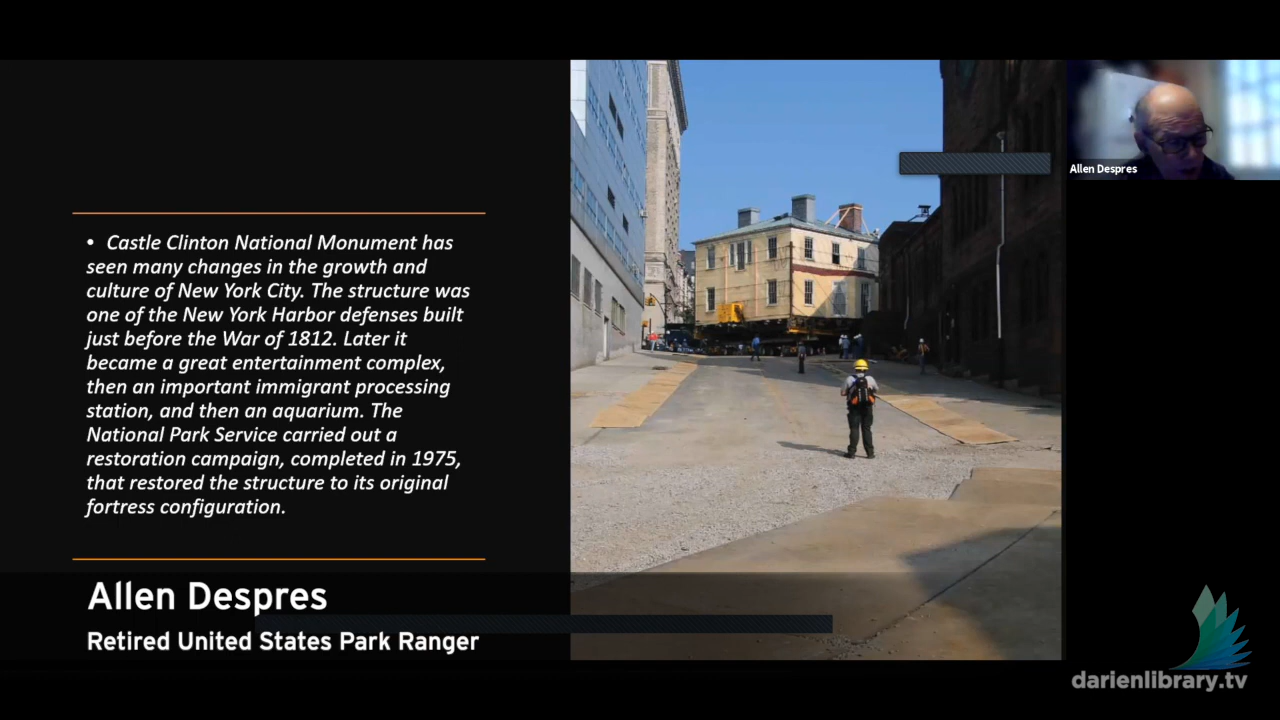 • Castle Clinton National Monument has
seen many changes in the growth and
culture of New York City. The structure was
one of the New York Harbor defenses built
just before the War of 1812. Later it
became a great entertainment complex,
then an important immigrant processing
station, and then an aquarium. The
National Park Service carried out a
restoration campaign, completed in 1975,
that restored the structure to its original
fortress configuration.
Allen Despres
Allen Despres
Retired United States Park Ranger
darienlibrary.tv